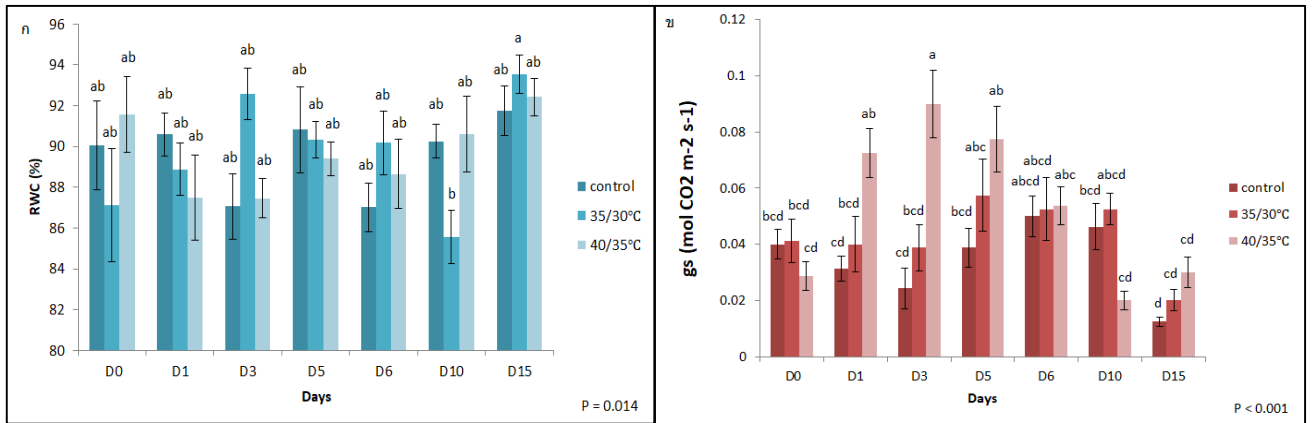 ก
96
94
92
90
88
86
84
82
80
RWC (%)
ab ab ab
ab ab ab
ab ab ab
ab ab ab
ab ab ab
ab b ab
ab a ab
D0 D1 D3 D5 D6 D10 D15
Days
control
35/30°C
40/35°C
P = 0.014
ข
0.12
0.1
0.08
0.06
0.04
0.02
0
gs (mol CO2 m-2 s-1)
bcd bcd cd
cd bcd ab
cd bcd a
bcd abc ab
abcd abcd abc
bcd abcd cd
d cd cd
D0 D1 D3 D5 D6 D10 D15
Days
control
35/30°C
40/35°C
P < 0.001